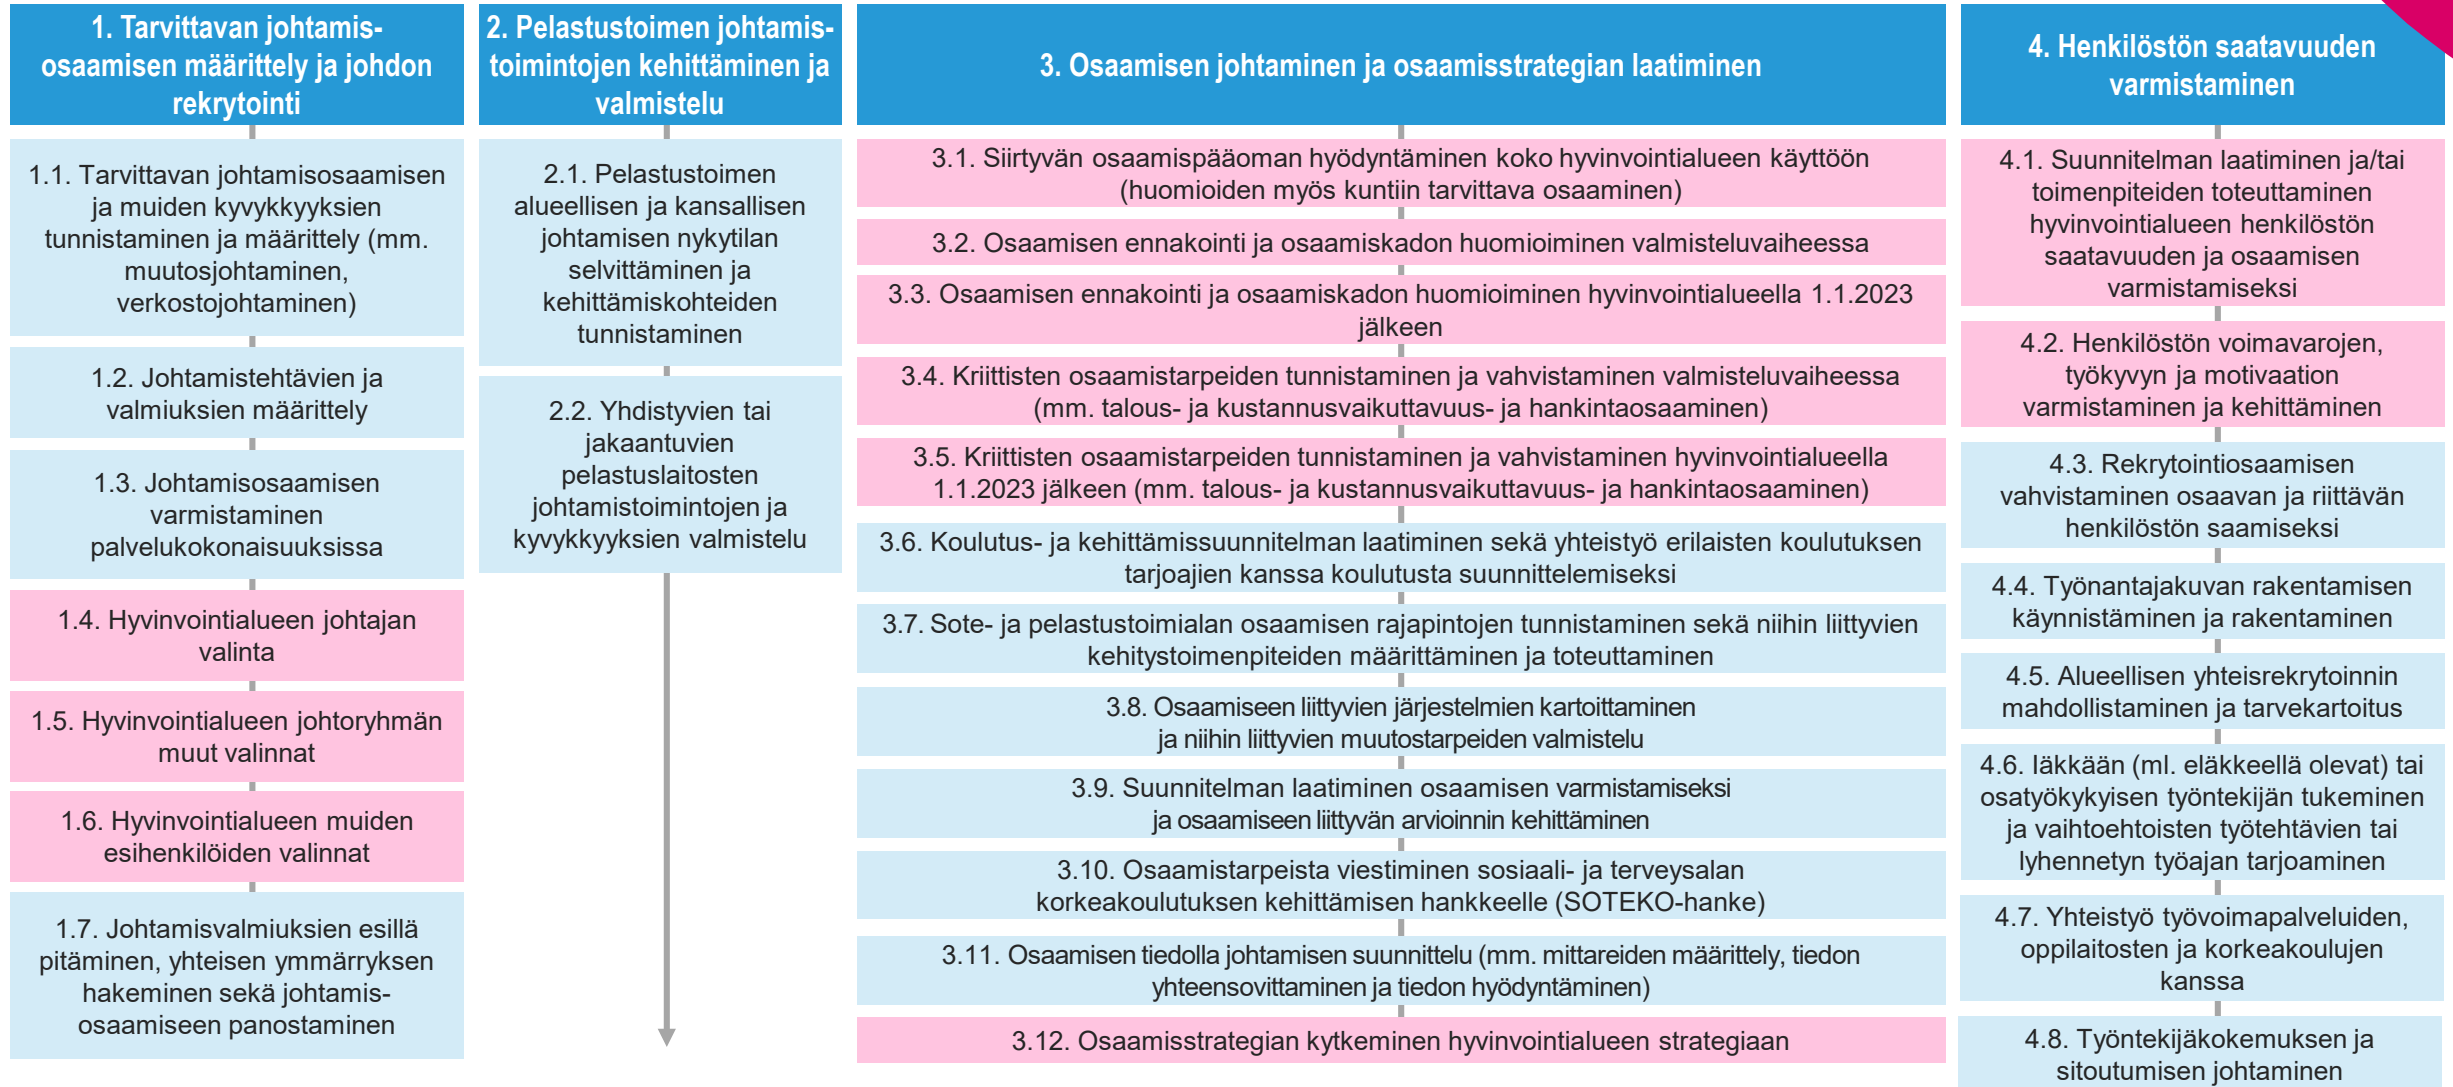 1. Tarvittavan johtamis-
osaamisen määrittely ja johdon
rekrytointi
1.1. Tarvittavan johtamisosaamisen
ja muiden kyvykkyyksien
tunnistaminen ja määrittely (mm.
muutosjohtaminen,
verkostojohtaminen)
1.2. Johtamistehtävien ja
valmiuksien määrittely
1.3. Johtamisosaamisen
varmistaminen
palvelukokonaisuuksissa
1.4. Hyvinvointialueen johtajan
valinta
1.5. Hyvinvointialueen johtoryhmän
muut valinnat
1.6. Hyvinvointialueen muiden
esihenkilöiden valinnat
1.7. Johtamisvalmiuksien esillä
pitäminen, yhteisen ymmärryksen
hakeminen sekä johtamis-
osaamiseen panostaminen
2. Pelastustoimen johtamis-
toimintojen kehittäminen ja
valmistelu
2.1. Pelastustoimen
alueellisen ja kansallisen
johtamisen nykytilan
selvittäminen ja
kehittämiskohteiden
tunnistaminen
2.2. Yhdistyvien tai
jakaantuvien
pelastuslaitosten
johtamistoimintojen ja
kyvykkyyksien valmistelu
3. Osaamisen johtaminen ja osaamisstrategian laatiminen
3.1. Siirtyvän osaamispääoman hyödyntäminen koko hyvinvointialueen käyttöön
(huomioiden myös kuntiin tarvittava osaaminen)
3.2. Osaamisen ennakointi ja osaamiskadon huomioiminen valmisteluvaiheessa
3.3. Osaamisen ennakointi ja osaamiskadon huomioiminen hyvinvointialueella 1.1.2023
jälkeen
3.4. Kriittisten osaamistarpeiden tunnistaminen ja vahvistaminen valmisteluvaiheessa
(mm. talous- ja kustannusvaikuttavuus- ja hankintaosaaminen)
3.5. Kriittisten osaamistarpeiden tunnistaminen ja vahvistaminen hyvinvointialueella
1.1.2023 jälkeen (mm. talous- ja kustannusvaikuttavuus- ja hankintaosaaminen)
3.6. Koulutus- ja kehittämissuunnitelman laatiminen sekä yhteistyö erilaisten koulutuksen
tarjoajien kanssa koulutusta suunnittelemiseksi
3.7. Sote- ja pelastustoimialan osaamisen rajapintojen tunnistaminen sekä niihin liittyvien
kehitystoimenpiteiden määrittäminen ja toteuttaminen
3.8. Osaamiseen liittyvien järjestelmien kartoittaminen
ja niihin liittyvien muutostarpeiden valmistelu
3.9. Suunnitelman laatiminen osaamisen varmistamiseksi
ja osaamiseen liittyvän arvioinnin kehittäminen
3.10. Osaamistarpeista viestiminen sosiaali- ja terveysalan
korkeakoulutuksen kehittämisen hankkeelle (SOTEKO-hanke)
3.11. Osaamisen tiedolla johtamisen suunnittelu (mm. mittareiden määrittely, tiedon
yhteensovittaminen ja tiedon hyödyntäminen)
3.12. Osaamisstrategian kytkeminen hyvinvointialueen strategiaan
4. Henkilöstön saatavuuden
varmistaminen
4.1. Suunnitelman laatiminen ja/tai
toimenpiteiden toteuttaminen
hyvinvointialueen henkilöstön
saatavuuden ja osaamisen
varmistamiseksi
4.2. Henkilöstön voimavarojen,
työkyvyn ja motivaation
varmistaminen ja kehittäminen
4.3. Rekrytointiosaamisen
vahvistaminen osaavan ja riittävän
henkilöstön saamiseksi
4.4. Työnantajakuvan rakentamisen
käynnistäminen ja rakentaminen
4.5. Alueellisen yhteisrekrytoinnin
mahdollistaminen ja tarvekartoitus
4.6. Iäkkään (ml. eläkkeellä olevat) tai
osatyökykyisen työntekijän tukeminen
ja vaihtoehtoisten työtehtävien tai
lyhennetyn työajan tarjoaminen
4.7. Yhteistyö työvoimapalveluiden,
oppilaitosten ja korkeakoulujen
kanssa
4.8. Työntekijäkokemuksen ja
sitoutumisen johtaminen